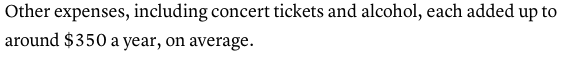 Other expenses, including concert tickets and alcohol, each added up to
around $350 a year, on average.